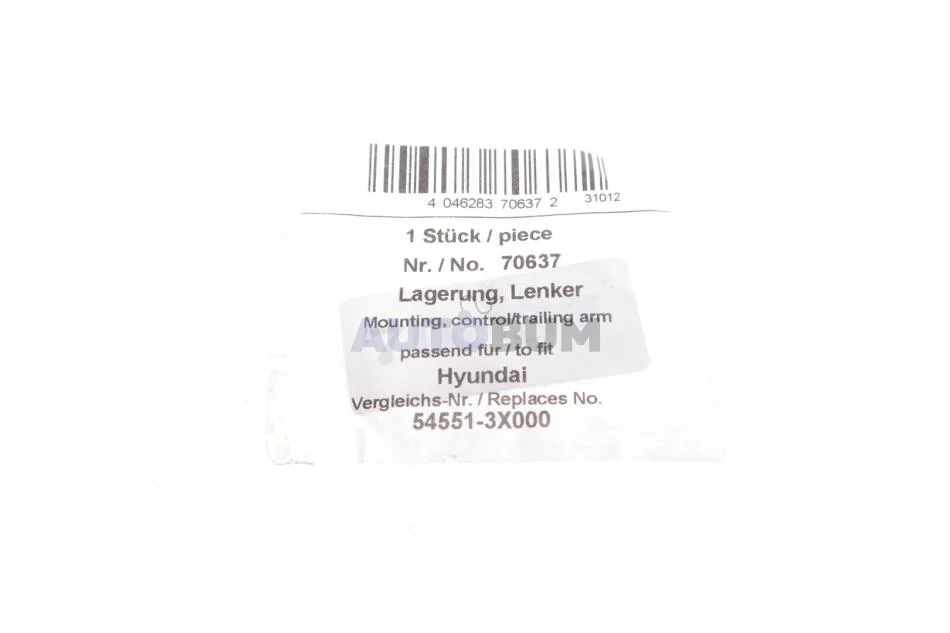 4 046283 70637 2
31012
1 Stück / piece
Nr. / No. 70637
Lagerung, Lenker
Mounting, control/trailing arm
AUTOBUM
passend für / to fit
Hyundai
Vergleichs-Nr. / Replaces No.
54551-3X000